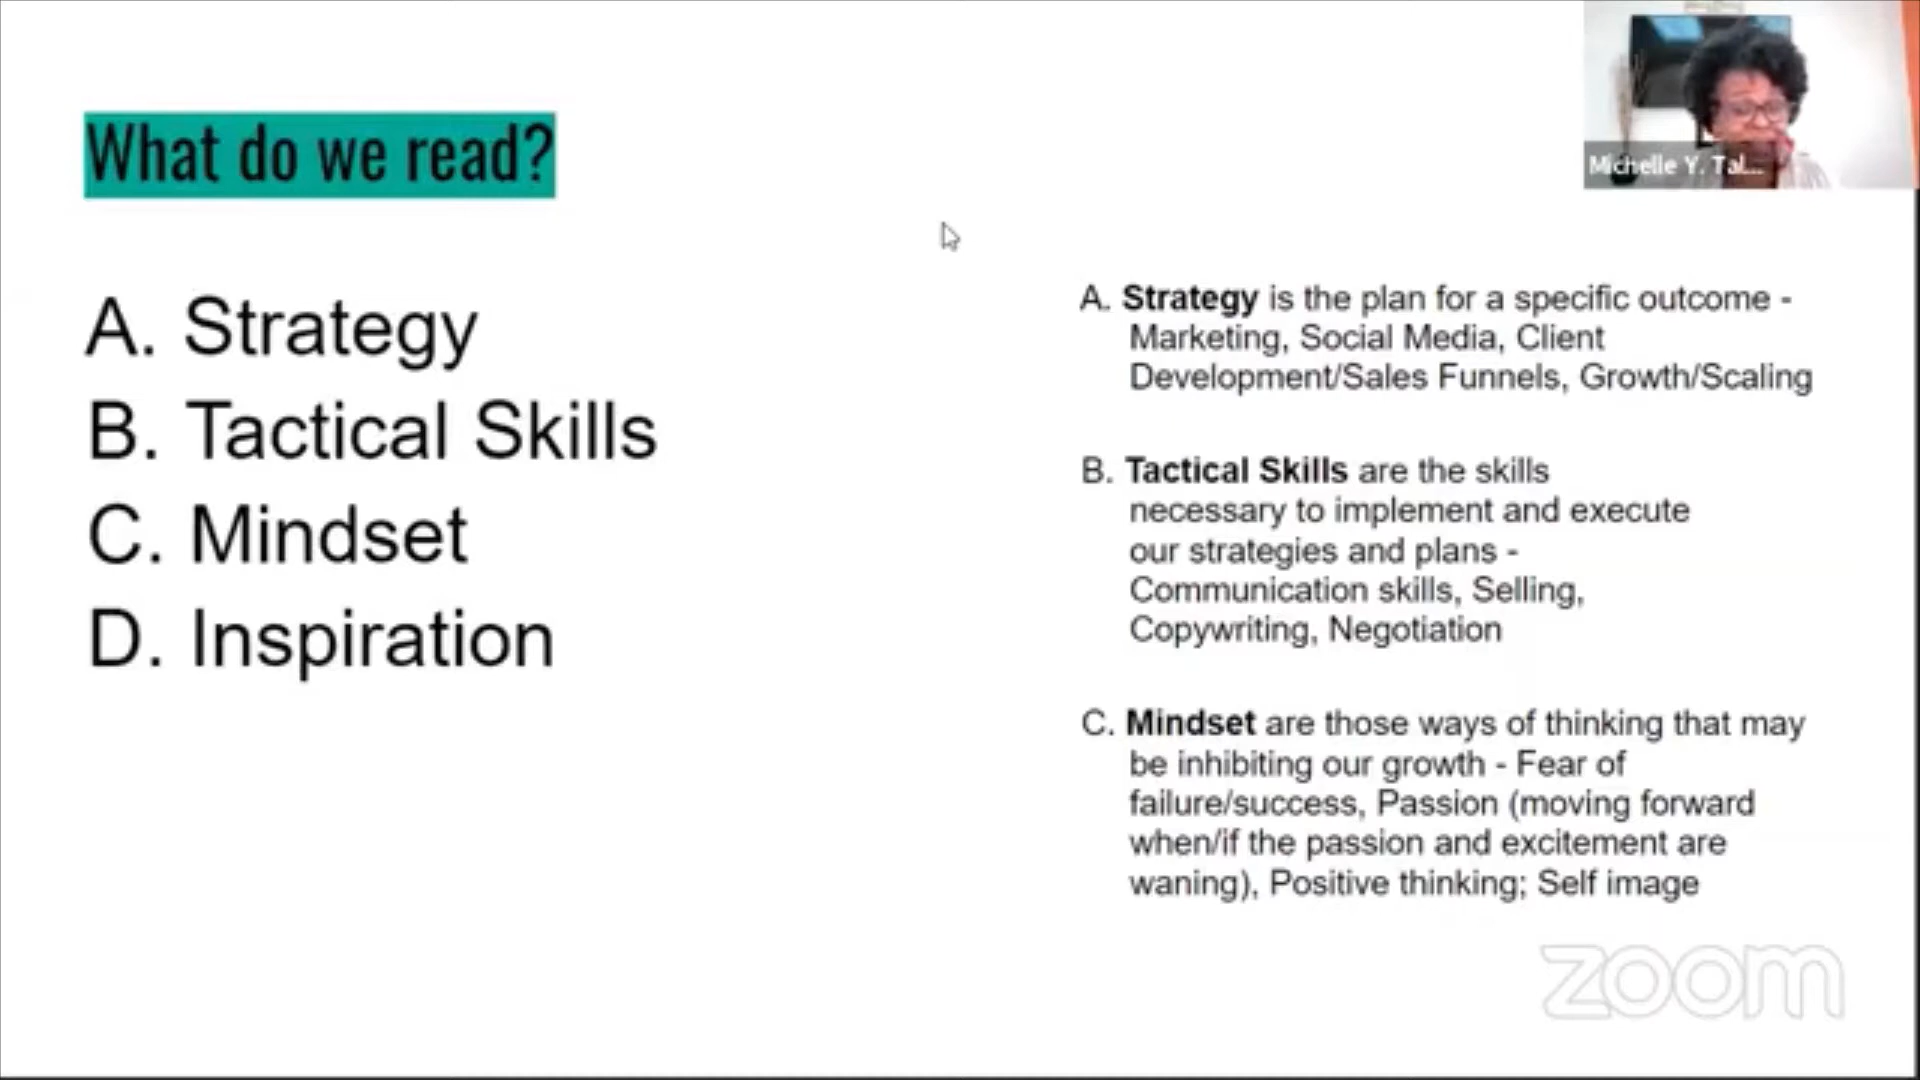 What do we read?
A. Strategy
B. Tactical Skills
C. Mindset
D. Inspiration
Michelle Y. Tal...
A. Strategy is the plan for a specific outcome -
Marketing, Social Media, Client
Development/Sales Funnels, Growth/Scaling
B. Tactical Skills are the skills
necessary to implement and execute
our strategies and plans -
Communication skills, Selling,
Copywriting, Negotiation
C. Mindset are those ways of thinking that may
be inhibiting our growth - Fear of
failure/success, Passion (moving forward
when/if the passion and excitement are
waning), Positive thinking; Self image
zoom